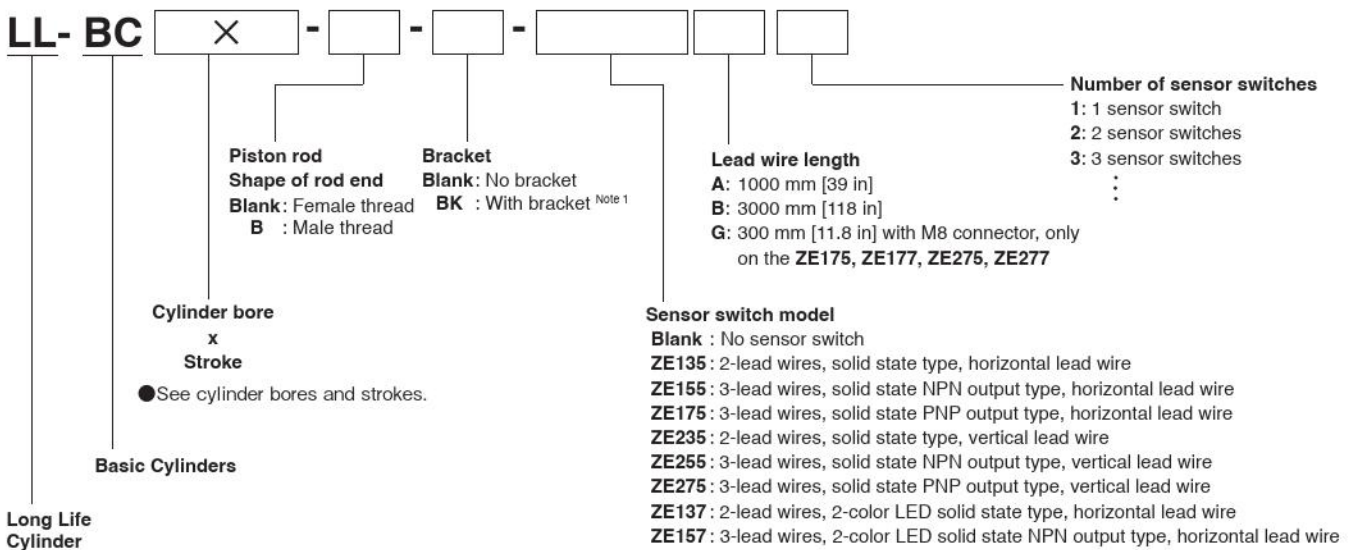 LL- BC × - - -
Number of sensor switches
1: 1 sensor switch
2: 2 sensor switches
3: 3 sensor switches
⋮
Piston rod
Shape of rod end
Blank: Female thread
B : Male thread
Bracket
Blank: No bracket
BK : With bracket Note 1
Lead wire length
A: 1000 mm [39 in]
B: 3000 mm [118 in]
G: 300 mm [11.8 in] with M8 connector, only
on the ZE175, ZE177, ZE275, ZE277
Cylinder bore
x
Stroke
●See cylinder bores and strokes.
Sensor switch model
Blank : No sensor switch
ZE135 : 2-lead wires, solid state type, horizontal lead wire
ZE155 : 3-lead wires, solid state NPN output type, horizontal lead wire
ZE175 : 3-lead wires, solid state PNP output type, horizontal lead wire
ZE235 : 2-lead wires, solid state type, vertical lead wire
ZE255 : 3-lead wires, solid state NPN output type, vertical lead wire
ZE275 : 3-lead wires, solid state PNP output type, vertical lead wire
ZE137 : 2-lead wires, 2-color LED solid state type, horizontal lead wire
ZE157 : 3-lead wires, 2-color LED solid state NPN output type, horizontal lead wire
Basic Cylinders
Long Life
Cylinder